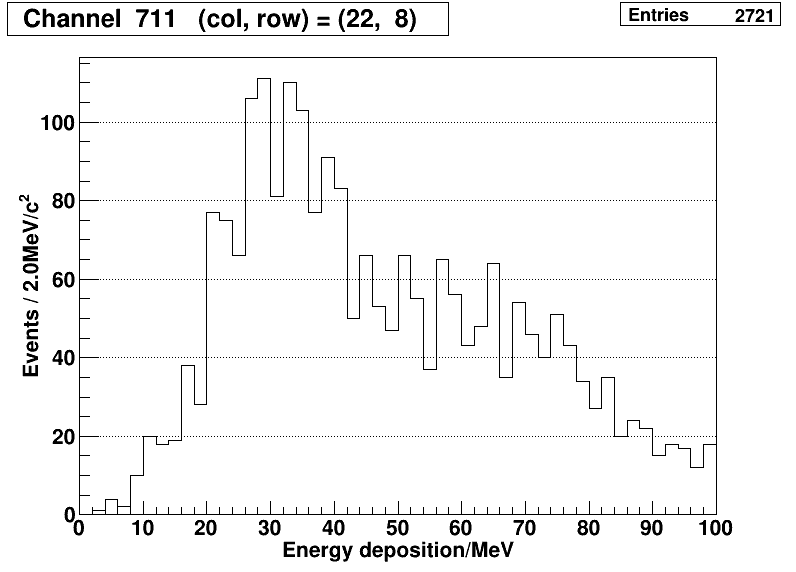 Channel 711 (col, row) = (22, 8)
Entries 2721
Events / 2.0MeV/c²
100
80
60
40
20
0
0 10 20 30 40 50 60 70 80 90 100
Energy deposition/MeV